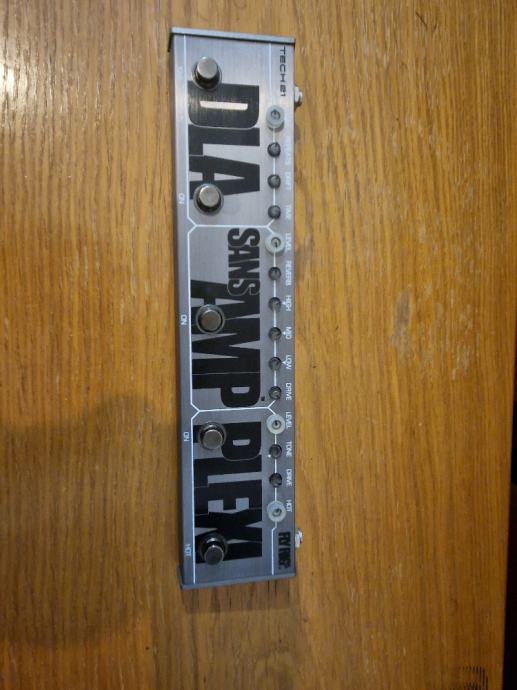 TECH 21
REPEATS DRIFT TIME LEVEL REVERB HIGH MID LOW DRIVE LEVEL TONE DRIVE HOT
DLA
SANS
AMP
PLEXI
ON ON ON HOT